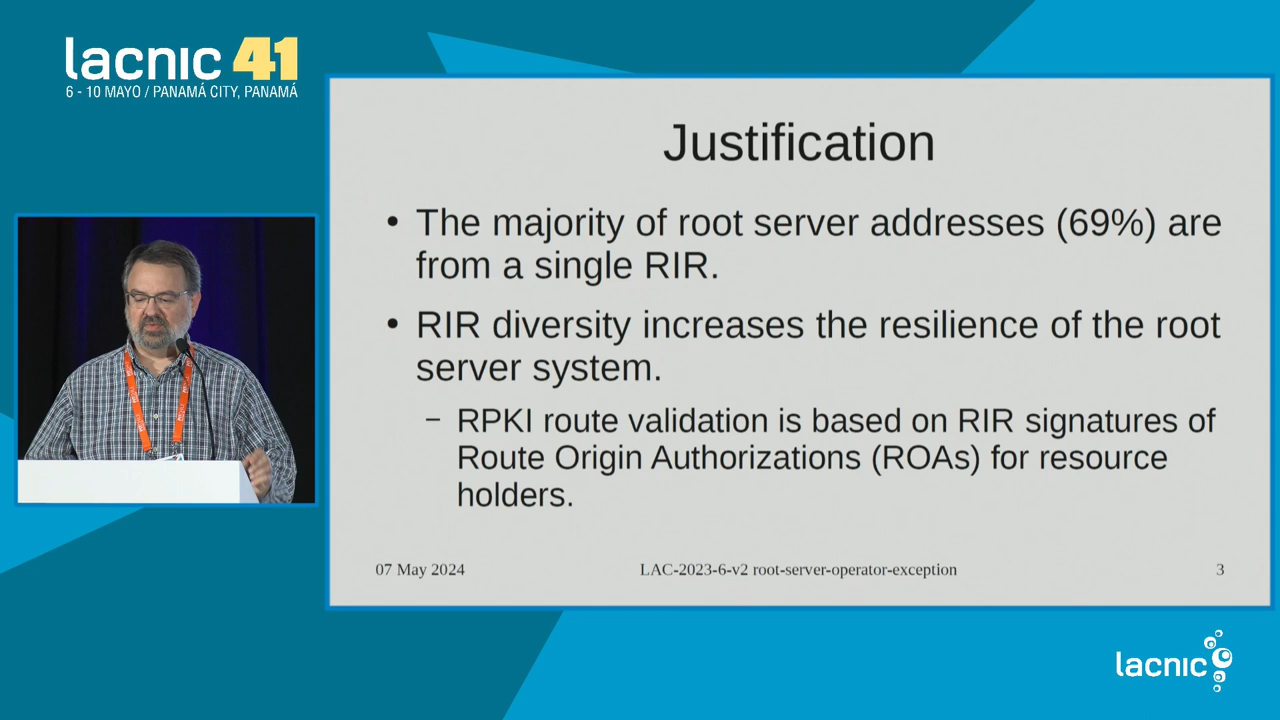 lacnic 41
6 - 10 MAYO / PANAMÁ CITY, PANAMÁ
Justification
• The majority of root server addresses (69%) are
from a single RIR.
• RIR diversity increases the resilience of the root
server system.
– RPKI route validation is based on RIR signatures of
Route Origin Authorizations (ROAs) for resource
holders.
07 May 2024
LAC-2023-6-v2 root-server-operator-exception
3
lacnic